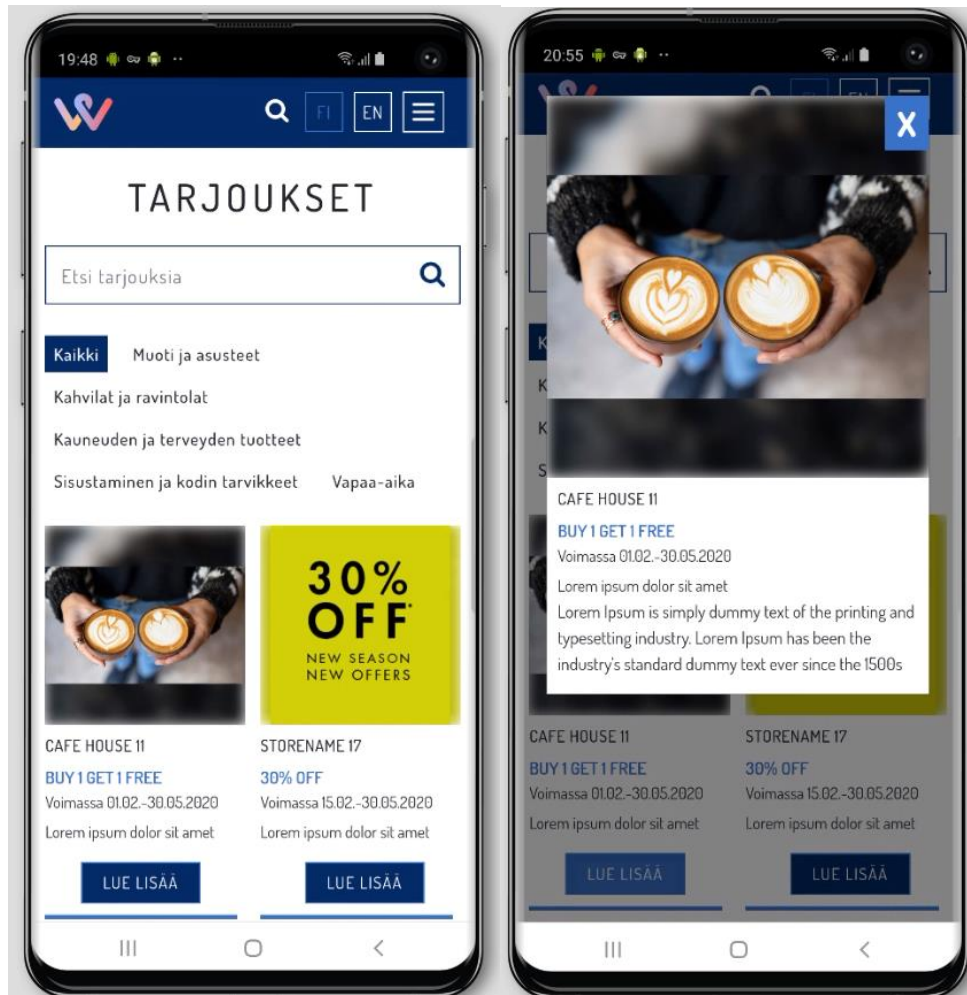 19:48
FI EN
TARJOUKSET
Etsi tarjouksia
Kaikki Muoti ja asusteet
Kahvilat ja ravintolat
Kauneuden ja terveyden tuotteet
Sisustaminen ja kodin tarvikkeet Vapaa-aika
30%
OFF*
NEW SEASON
NEW OFFERS
CAFE HOUSE 11
BUY 1 GET 1 FREE
Voimassa 01.02.-30.05.2020
Lorem ipsum dolor sit amet
LUE LISÄÄ
STORENAME 17
30% OFF
Voimassa 15.02.-30.05.2020
Lorem ipsum dolor sit amet
LUE LISÄÄ
20:55
X
CAFE HOUSE 11
BUY 1 GET 1 FREE
Voimassa 01.02.-30.05.2020
Lorem ipsum dolor sit amet
Lorem Ipsum is simply dummy text of the printing and
typesetting industry. Lorem Ipsum has been the
industry's standard dummy text ever since the 1500s
K
K
K
S
CAFE HOUSE 11
BUY 1 GET 1 FREE
Voimassa 01.02.-30.05.2020
Lorem ipsum dolor sit amet
LUE LISÄÄ
STORENAME 17
30% OFF
Voimassa 15.02.-30.05.2020
Lorem ipsum dolor sit amet
LUE LISÄÄ